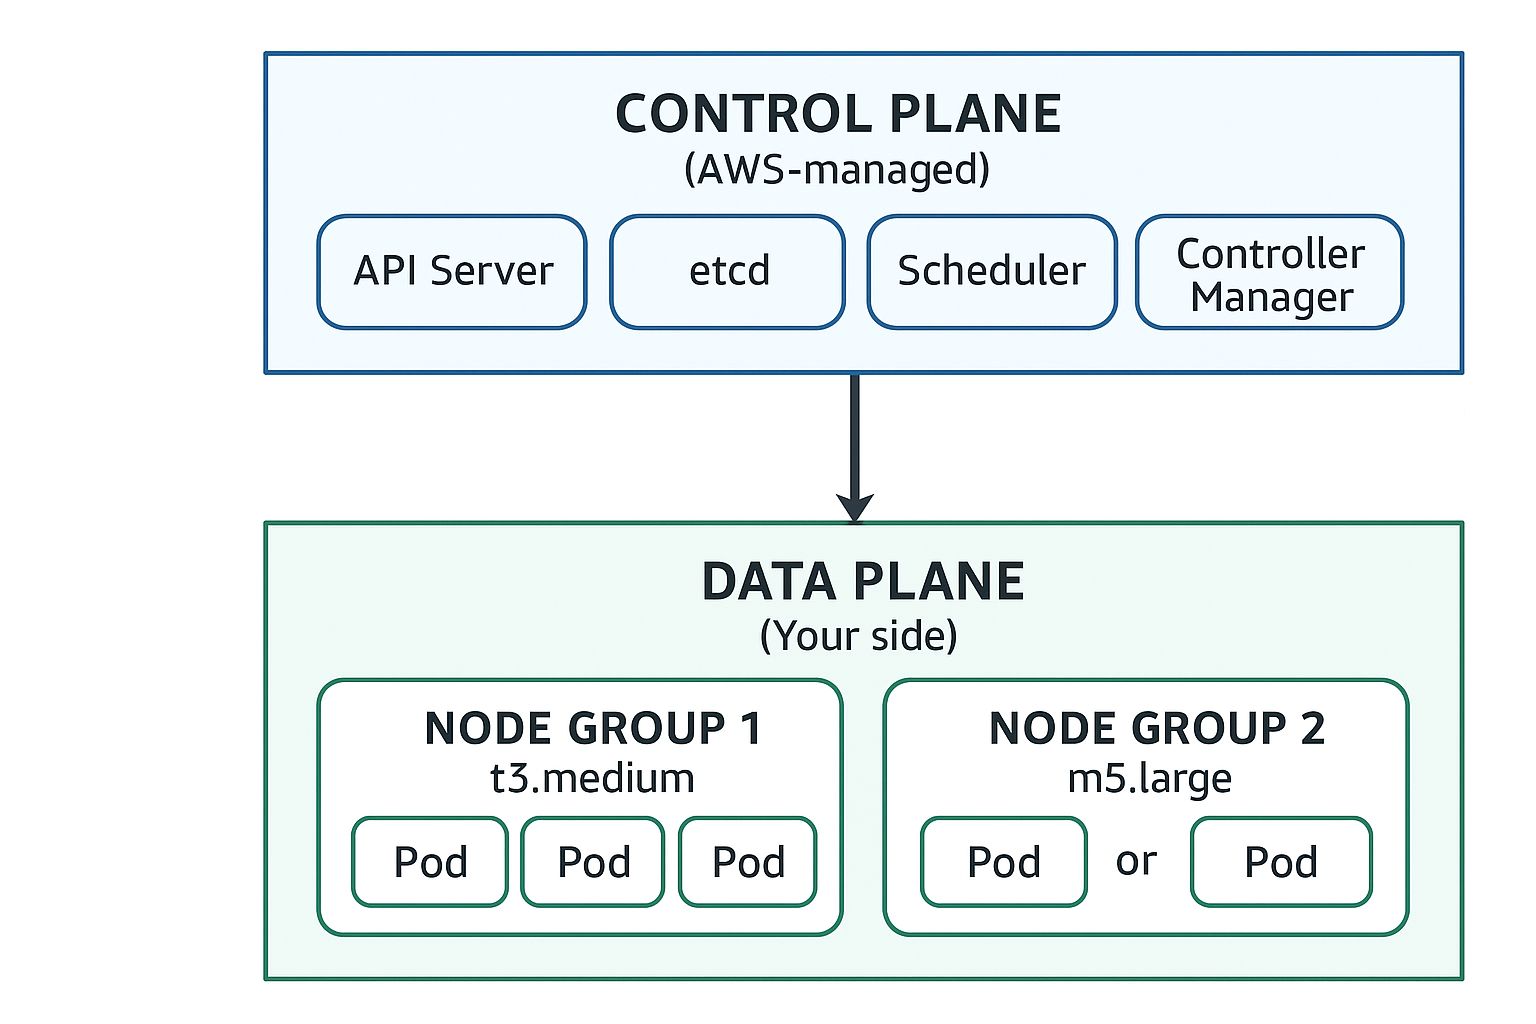 CONTROL PLANE
(AWS-managed)
API Server
etcd
Scheduler
Controller
Manager
DATA PLANE
(Your side)
NODE GROUP 1
t3.medium
Pod
Pod
Pod
NODE GROUP 2
m5.large
Pod
or
Pod